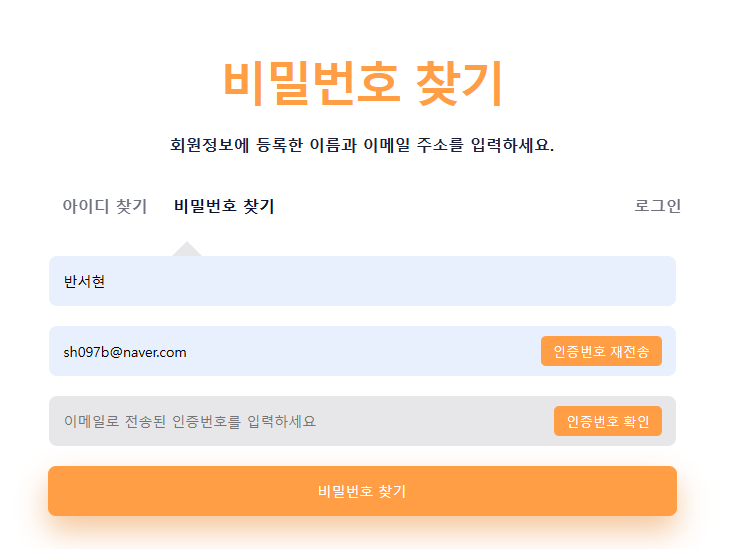 비밀번호 찾기
회원정보에 등록한 이름과 이메일 주소를 입력하세요.
아이디 찾기 비밀번호 찾기 로그인
반서현
sh097b@naver.com 인증번호 재전송
이메일로 전송된 인증번호를 입력하세요 인증번호 확인
비밀번호 찾기